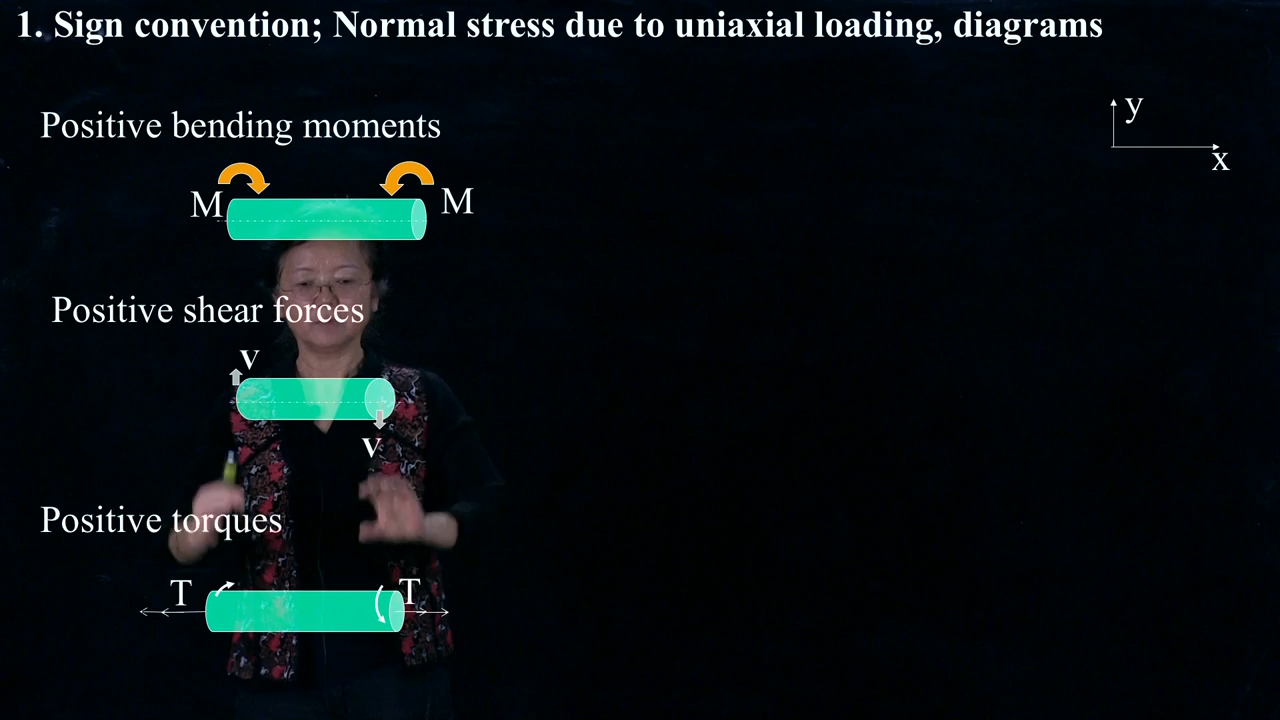 1. Sign convention; Normal stress due to uniaxial loading, diagrams
y
x
Positive bending moments
M
M
Positive shear forces
V
V
Positive torques
T
T